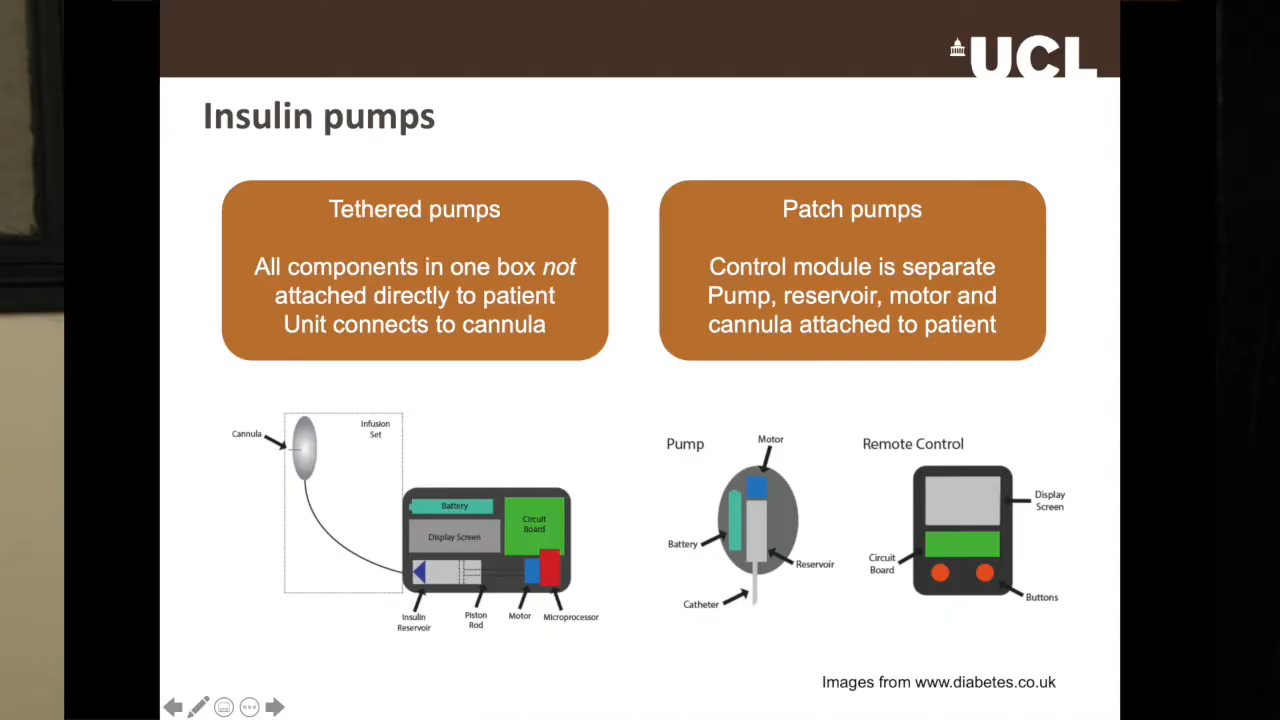 UCL
Insulin pumps
Tethered pumps
All components in one box not
attached directly to patient
Unit connects to cannula
Patch pumps
Control module is separate
Pump, reservoir, motor and
cannula attached to patient
Cannula
Infusion
Set
Battery
Circuit
Board
Display Screen
Insulin
Reservoir
Piston
Rod
Motor
Microprocessor
Pump
Motor
Battery
Reservoir
Catheter
Remote Control
Display
Screen
Circuit
Board
Buttons
Images from www.diabetes.co.uk